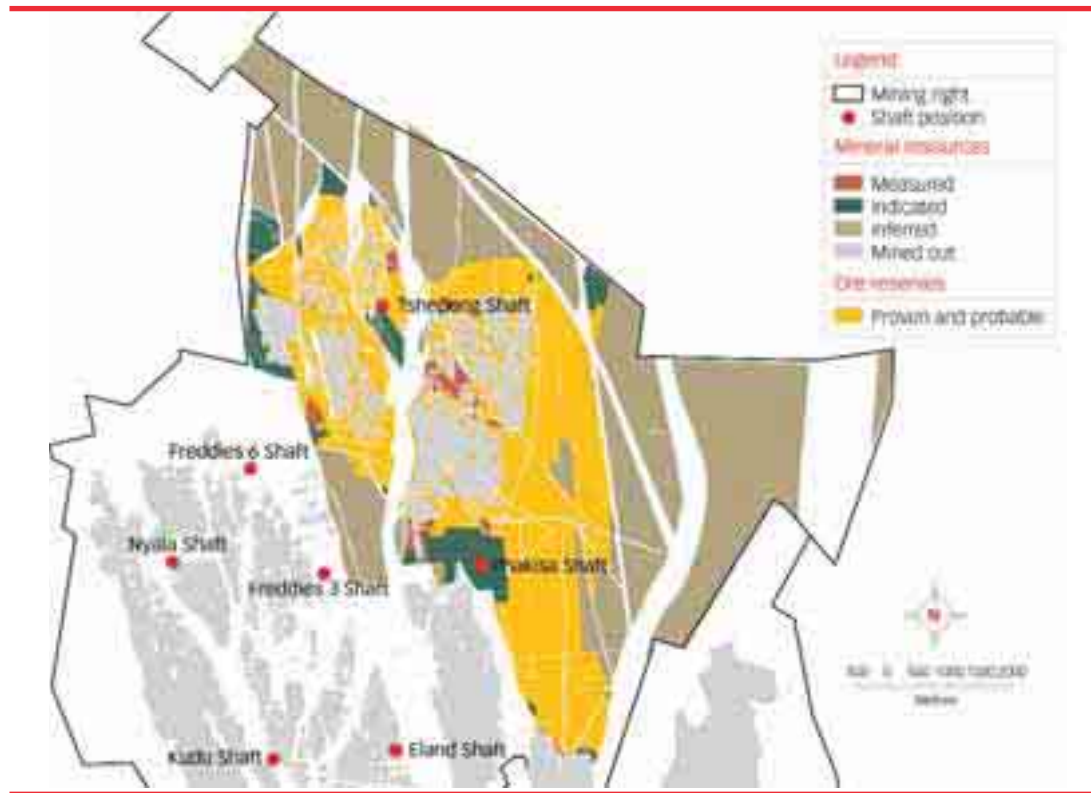 Legend
Mining right
Shaft position
Mineral resources
Measured
Indicated
Inferred
Mined out
Ore reserves
Proven and probable
Tshepong Shaft
Freddies 6 Shaft
Nyala Shaft
Phakisa Shaft
Freddies 3 Shaft
N
Metres
Kudu Shaft
Eland Shaft